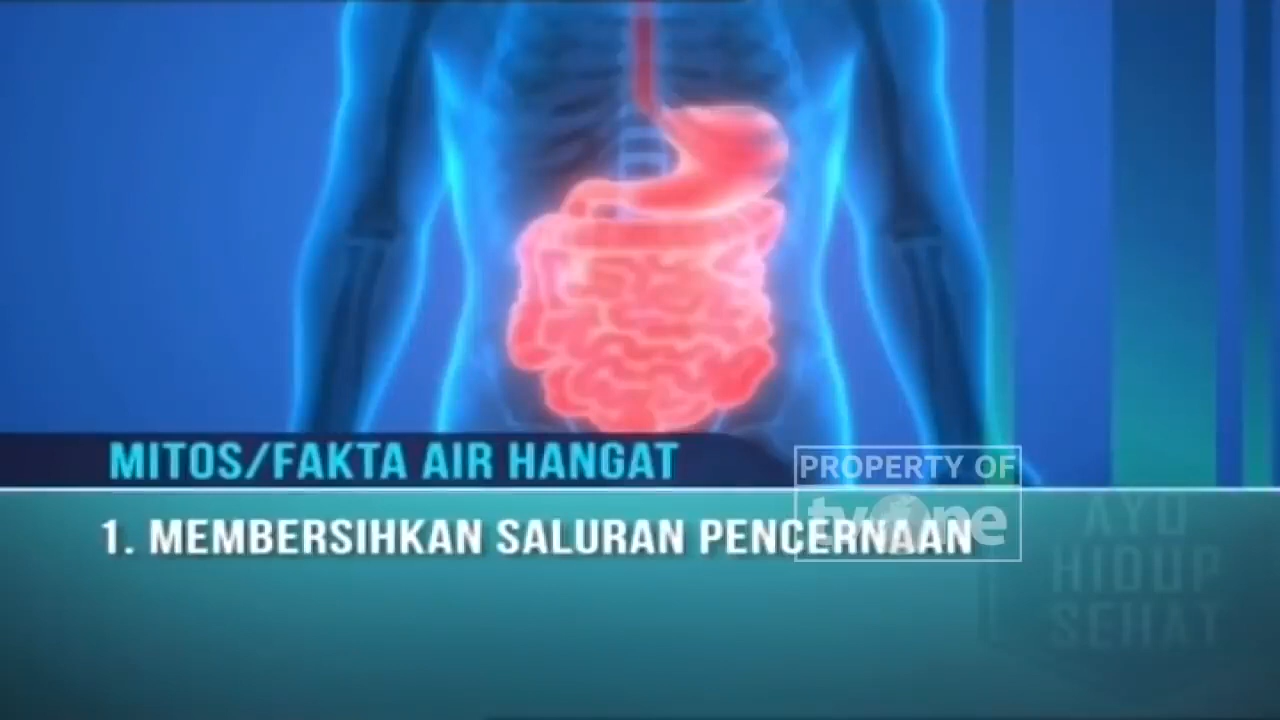 MITOS/FAKTA AIR HANGAT
PROPERTY OF
tvOne
1. MEMBERSIHKAN SALURAN PENCERNAAN
AYO
HIDUP
SEHAT